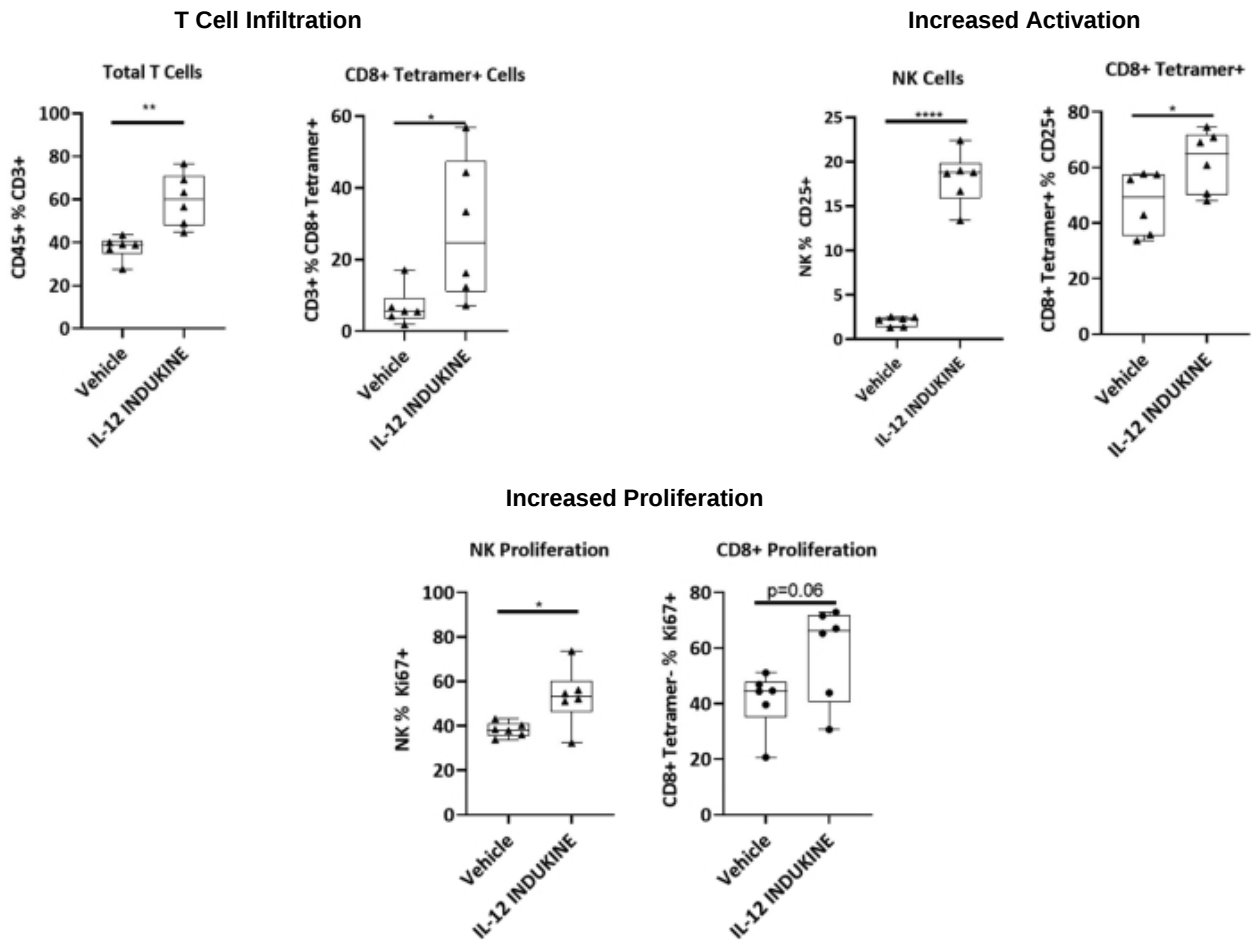 T Cell Infiltration
Total T Cells
**
CD45+ % CD3+
100
80
60
40
20
0
Vehicle
IL-12 INDUKINE
CD8+ Tetramer+ Cells
*
CD3+ % CD8+ Tetramer+
60
40
20
0
Vehicle
IL-12 INDUKINE
Increased Activation
NK Cells
****
NK % CD25+
25
20
15
10
5
0
Vehicle
IL-12 INDUKINE
CD8+ Tetramer+
*
CD8+ Tetramer+ % CD25+
80
60
40
20
0
Vehicle
IL-12 INDUKINE
Increased Proliferation
NK Proliferation
*
NK % Ki67+
100
80
60
40
20
0
Vehicle
IL-12 INDUKINE
CD8+ Proliferation
p=0.06
CD8+ Tetramer- % Ki67+
80
60
40
20
0
Vehicle
IL-12 INDUKINE